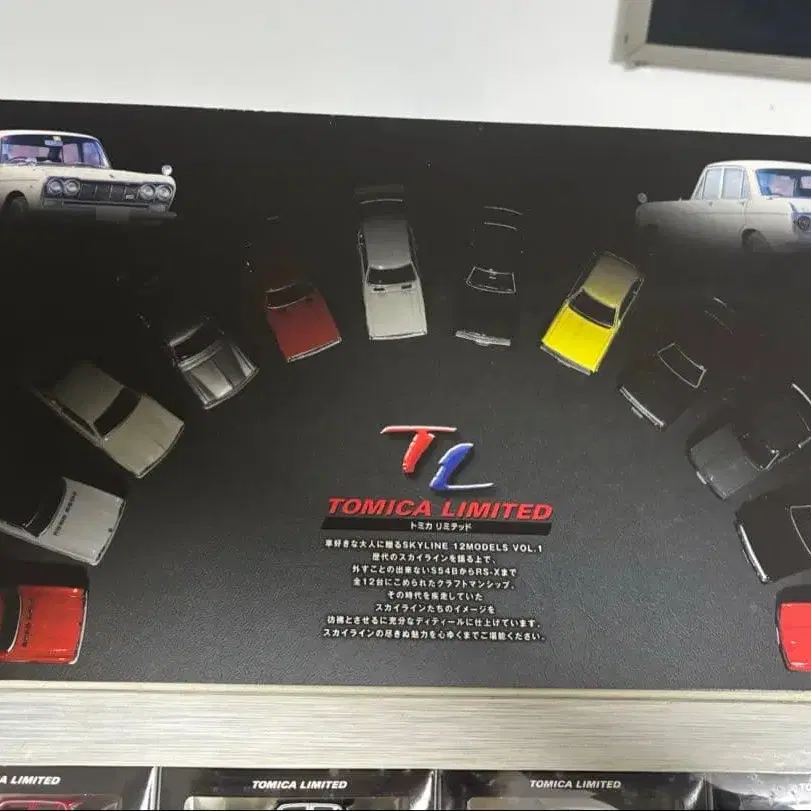 TL
TOMICA LIMITED
トミカ リミテッド
車好きな大人に贈るSKYLINE 12MODELS VOL.1
歴代のスカイラインを語る上で、
外すことの出来ないS54BからRS-Xまで
全12台にこめられたクラフトマンシップ。
その時代を疾走していた
スカイラインたちのイメージを
彷彿とさせるに充分なディティールに仕上げています。
スカイラインの尽きぬ魅力を心ゆくまでご堪能ください。
A LIMITED
TOMICA LIMITED
TOMICA LIMITED